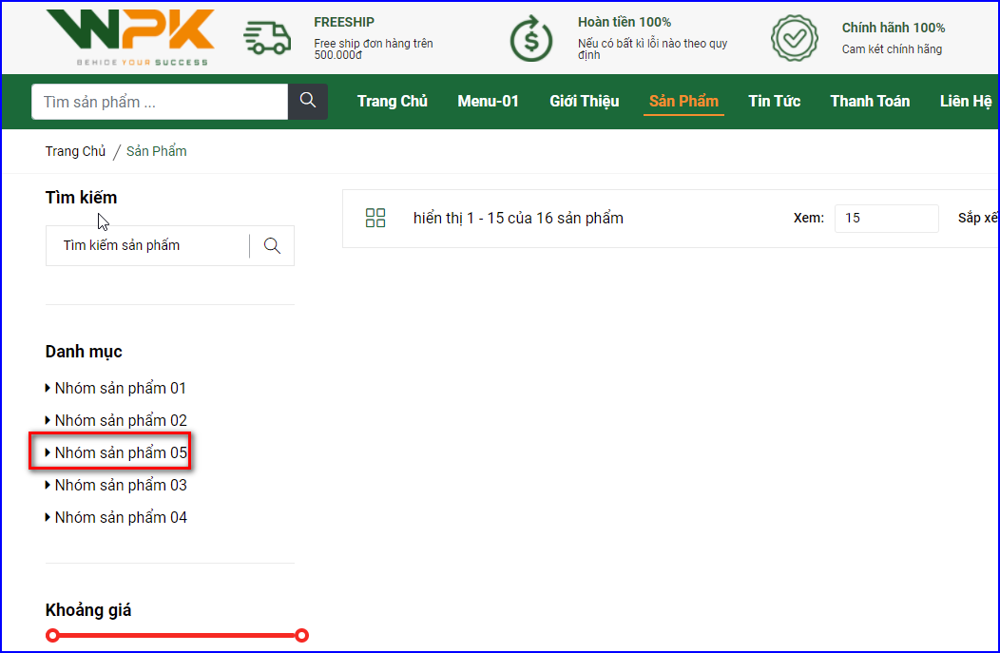 WPK
BEHICE YOUR SUCCESS
FREESHIP
Free ship đơn hàng trên
500.000đ
Hoàn tiền 100%
Nếu có bất kì lỗi nào theo quy
định
Chính hãnh 100%
Cam két chính hãng
Tìm sản phẩm ...
Trang Chủ
Menu-01
Giới Thiệu
Sản Phẩm
Tin Tức
Thanh Toán
Liên Hệ
Trang Chủ / Sản Phẩm
Tìm kiếm
Tìm kiếm sản phẩm
hiển thị 1 - 15 của 16 sản phẩm
Xem:
15
Sắp xế
Danh mục
Nhóm sản phẩm 01
Nhóm sản phẩm 02
Nhóm sản phẩm 05
Nhóm sản phẩm 03
Nhóm sản phẩm 04
Khoảng giá